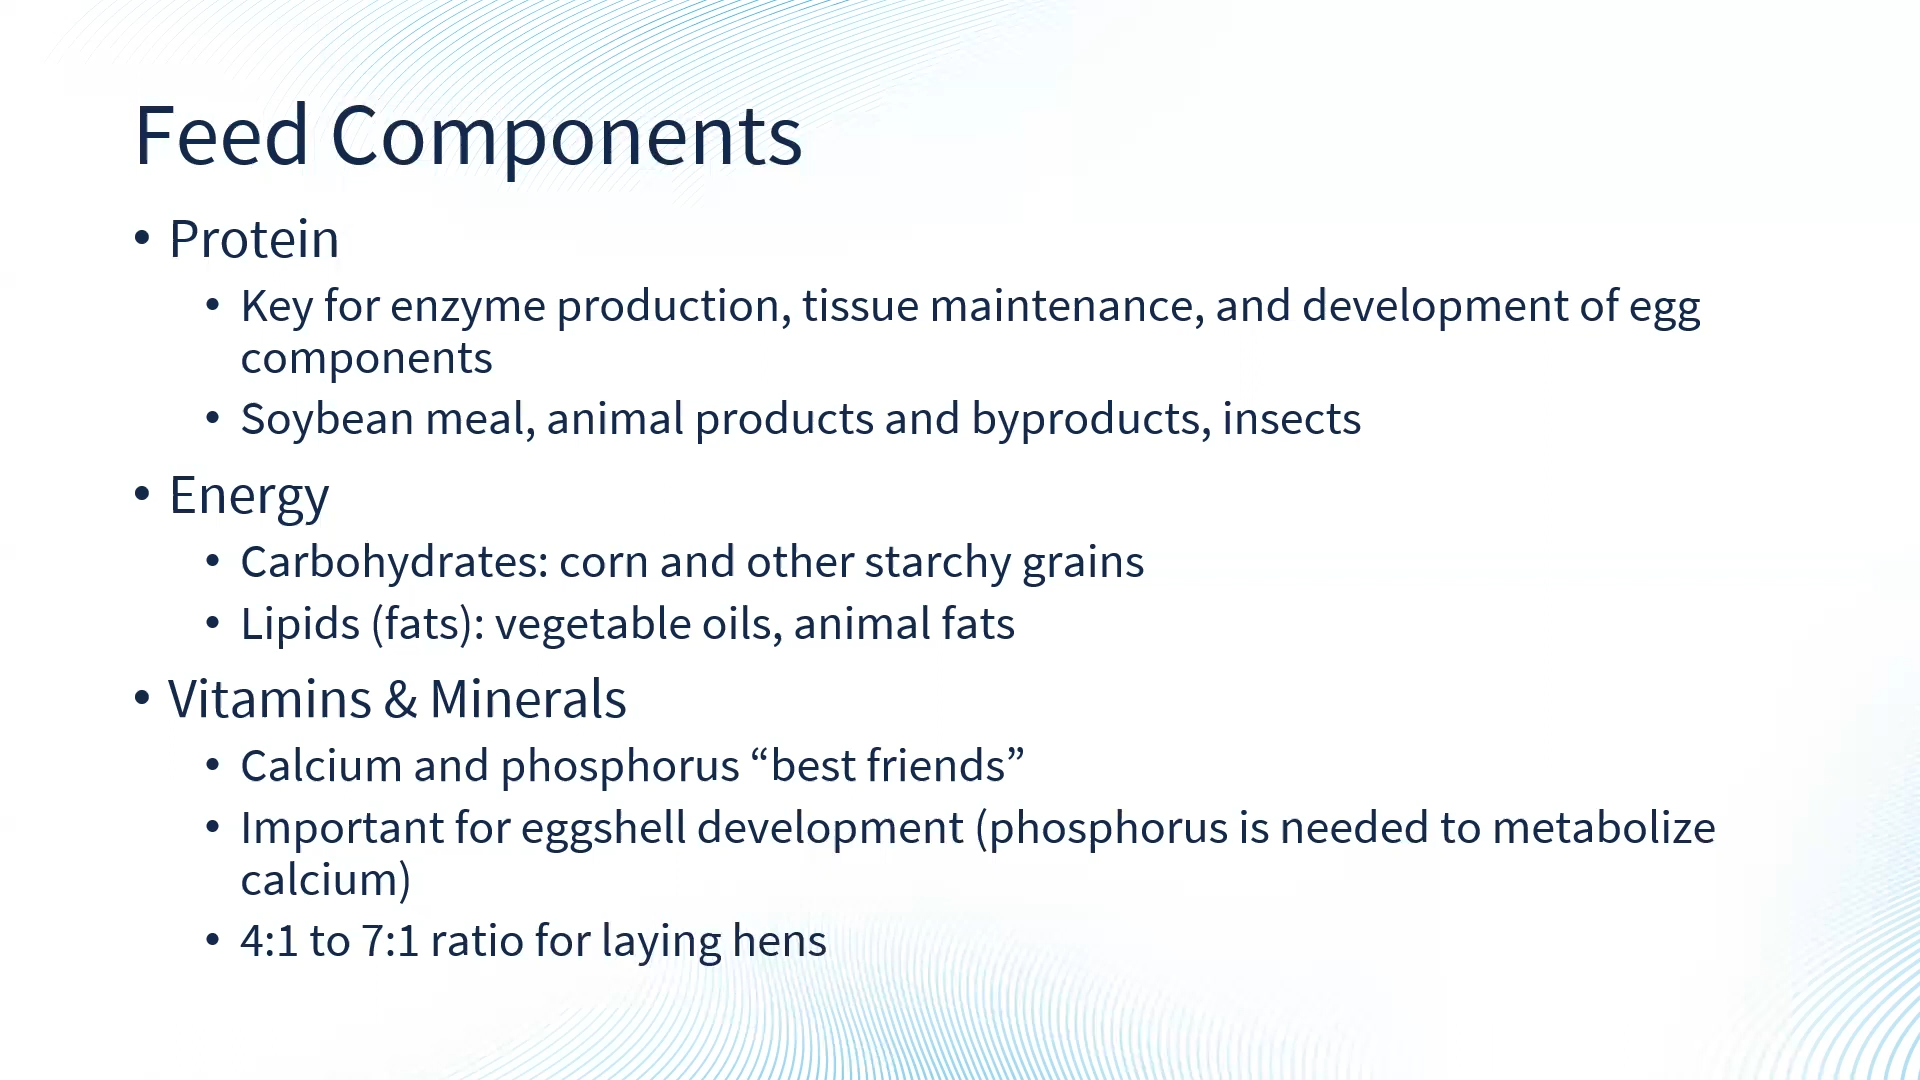 Feed Components
• Protein
• Key for enzyme production, tissue maintenance, and development of egg
components
• Soybean meal, animal products and byproducts, insects
• Energy
• Carbohydrates: corn and other starchy grains
• Lipids (fats): vegetable oils, animal fats
• Vitamins & Minerals
• Calcium and phosphorus “best friends”
• Important for eggshell development (phosphorus is needed to metabolize
calcium)
• 4:1 to 7:1 ratio for laying hens